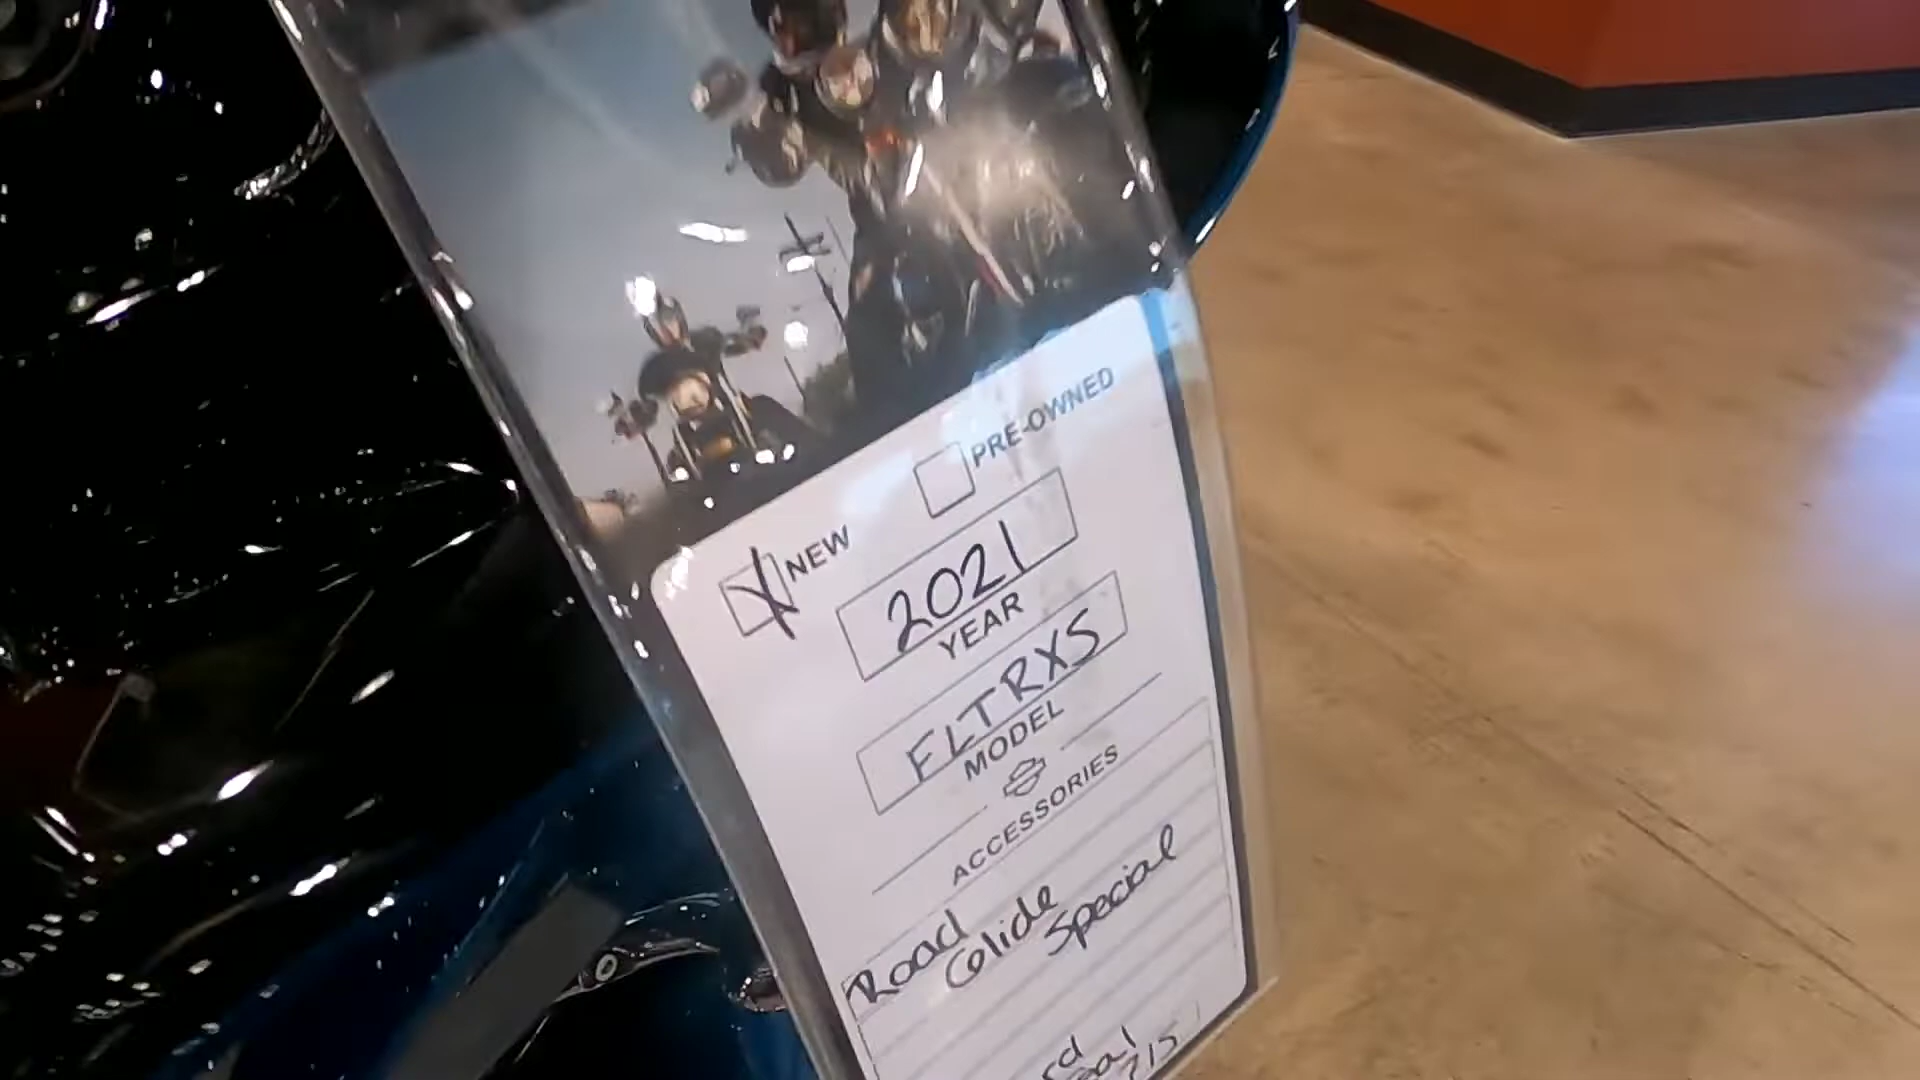 PRE-OWNED
X NEW
2021
YEAR
FLTRXS
MODEL
ACCESSORIES
Road
Glide
Special